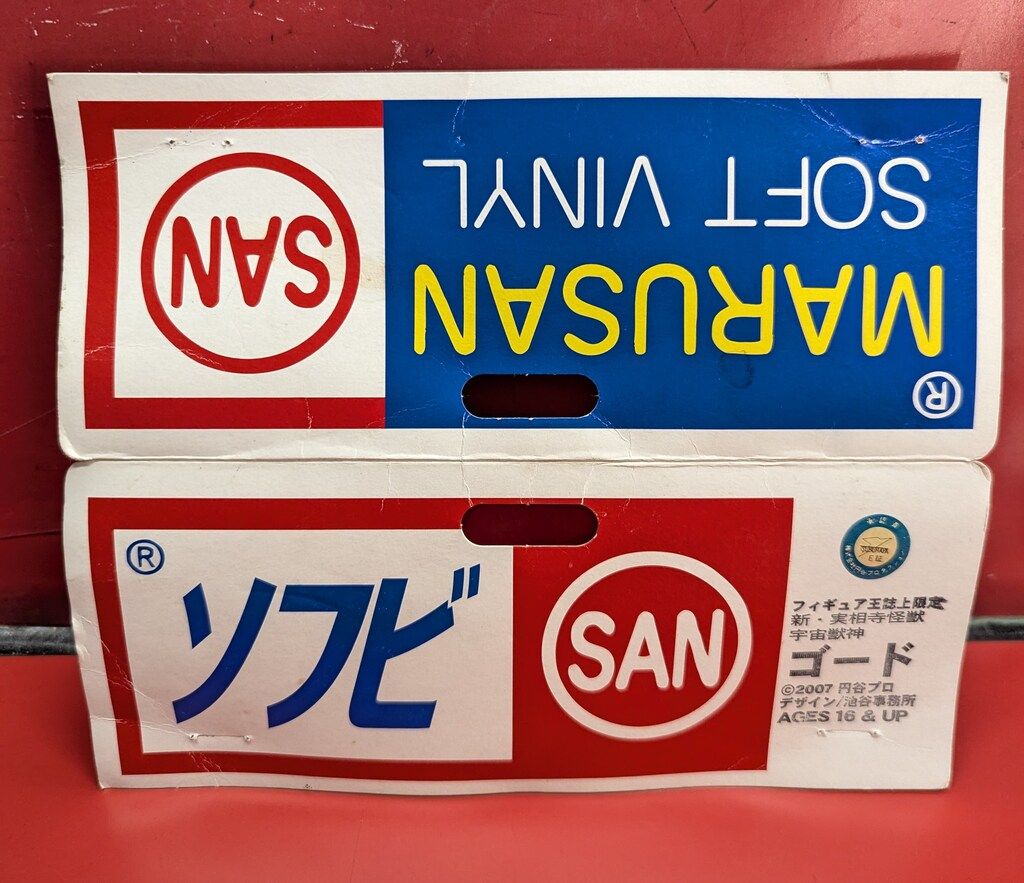 SOFT VINYL
MARUSAN
®
SAN
®
ソフビ
SAN
フィギュア王誌上限定
新・実相寺怪獣
宇宙獣神
ゴード
©2007 円谷プロ
デザイン/池谷事務所
AGES 16 & UP